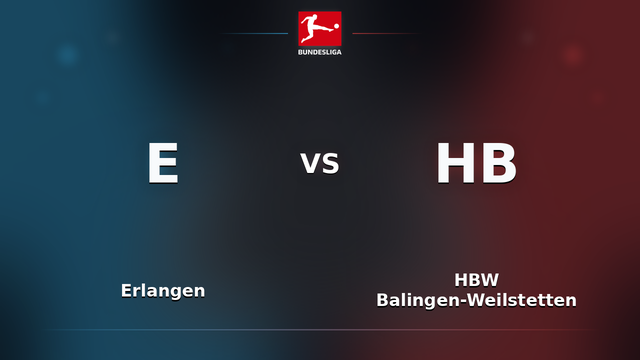 BUNDESLIGA
E
VS
HB
Erlangen
HBW
Balingen-Weilstetten